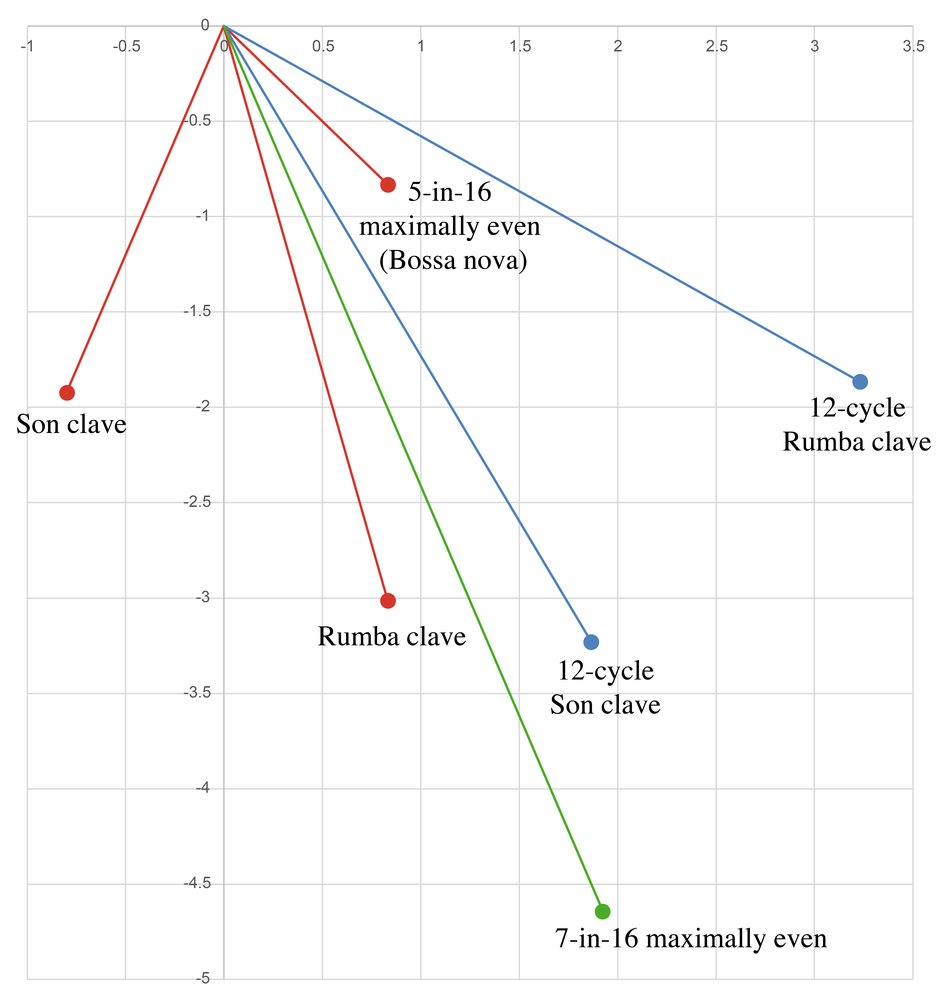 0
-1
-0.5
0
0.5
1
1.5
2
2.5
3
3.5
-0.5
5-in-16
maximally even
(Bossa nova)
-1
-1.5
-2
Son clave
12-cycle
Rumba clave
-2.5
-3
Rumba clave
12-cycle
Son clave
-3.5
-4
-4.5
7-in-16 maximally even
-5